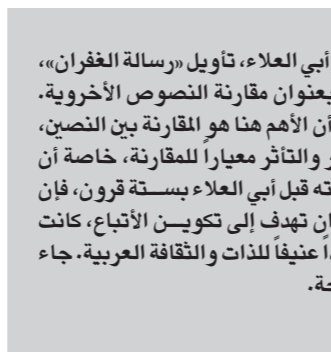 أبي العلاء، تأويل «رسالة الغفران»،
بعنوان مقارنة النصوص الأخروية.
أن الأهم هنا هو المقارنة بين النصين،
والتأثر معياراً للمقارنة، خاصة أن
ته قبل أبي العلاء بستة قرون، فإن
ان تهدف إلى تكوين الأتباع، كانت
اً عنيفاً للذات والثقافة العربية. جاء
حة.